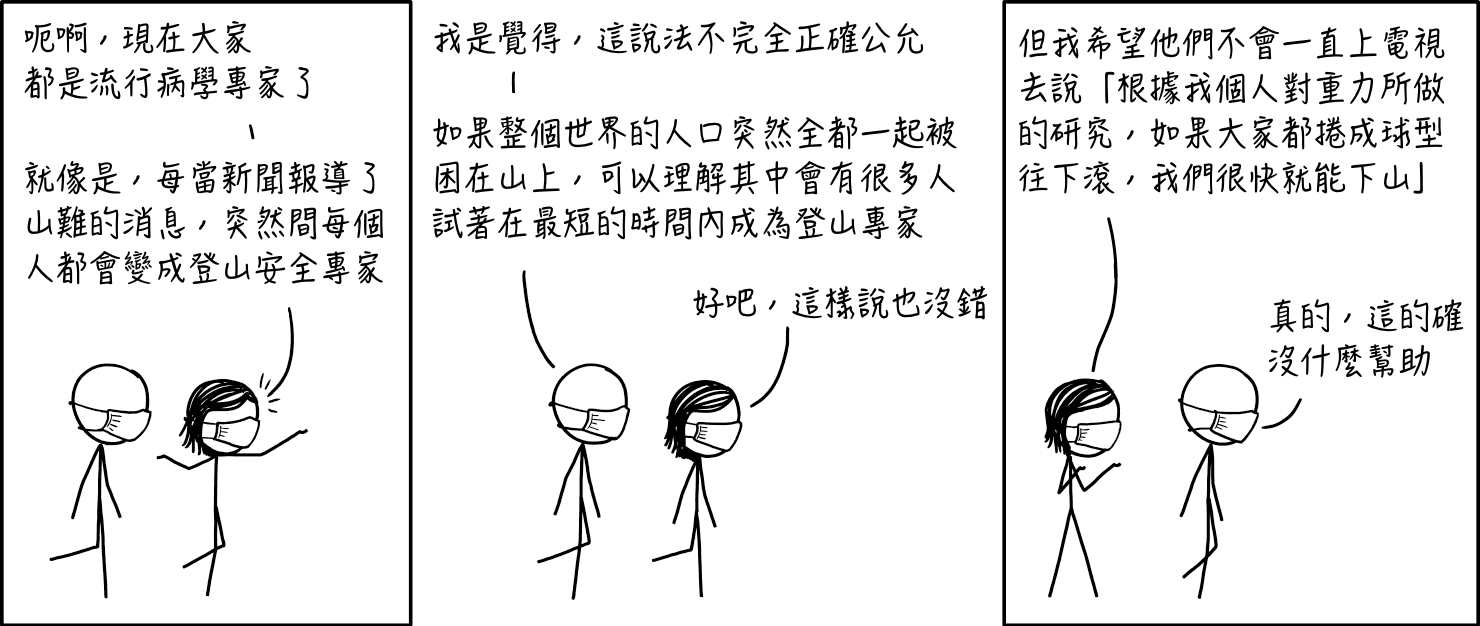 呃啊，現在大家
都是流行病學專家了
就像是，每當新聞報導了
山難的消息，突然間每個
人都會變成登山安全專家
我是覺得，這說法不完全正確公允
如果整個世界的人口突然全都一起被
困在山上，可以理解其中會有很多人
試著在最短的時間內成為登山專家
好吧，這樣說也沒錯
但我希望他們不會一直上電視
去說「根據我個人對重力所做
的研究，如果大家都捲成球型
往下滾，我們很快就能下山」
真的，這的確
沒什麼幫助